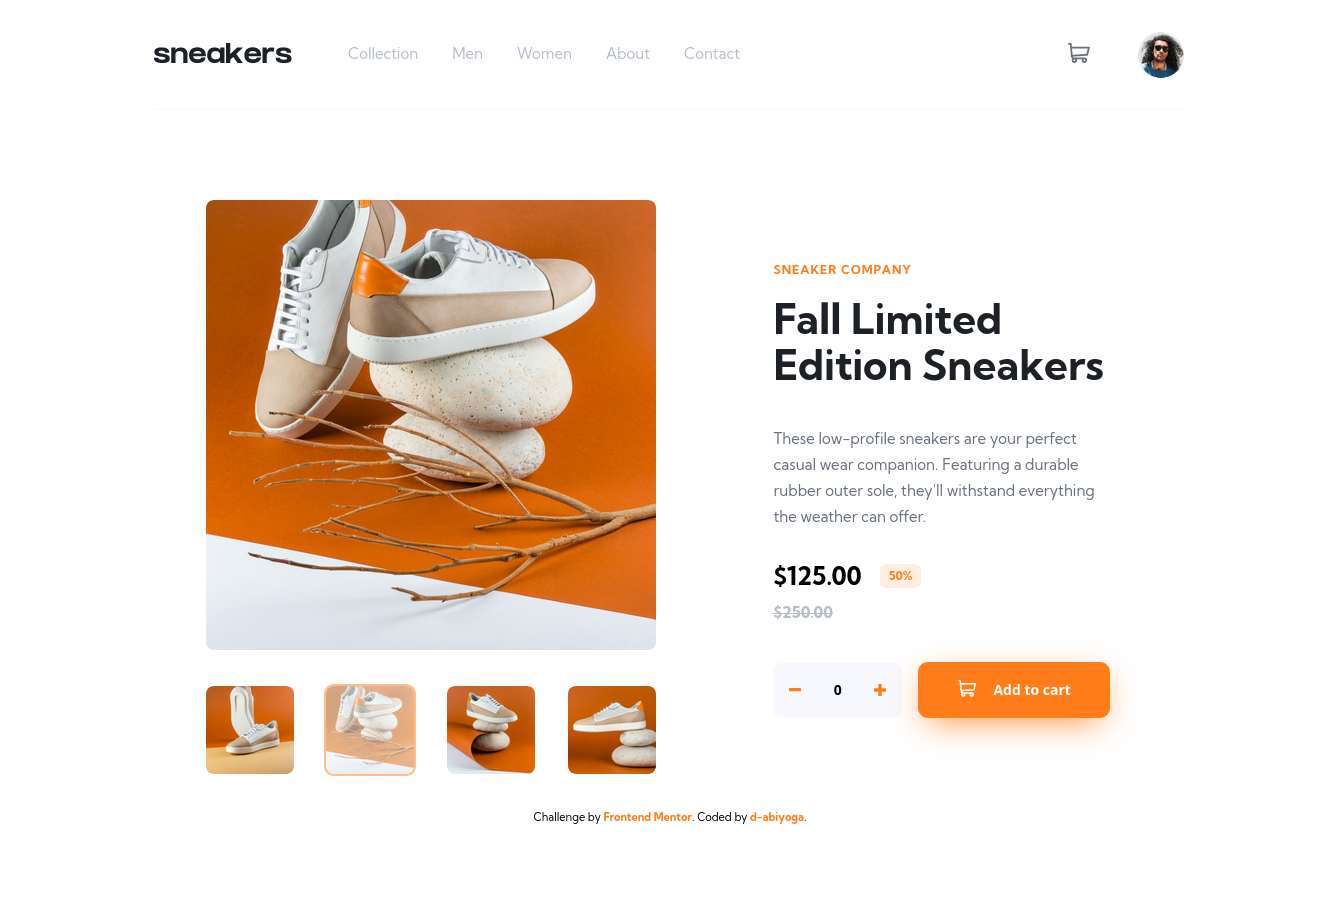 sneakers
Collection Men Women About Contact
SNEAKER COMPANY
Fall Limited
Edition Sneakers
These low-profile sneakers are your perfect
casual wear companion. Featuring a durable
rubber outer sole, they'll withstand everything
the weather can offer.
$125.00 50%
$250.00
0
Add to cart
Challenge by Frontend Mentor. Coded by d-abiyoga.